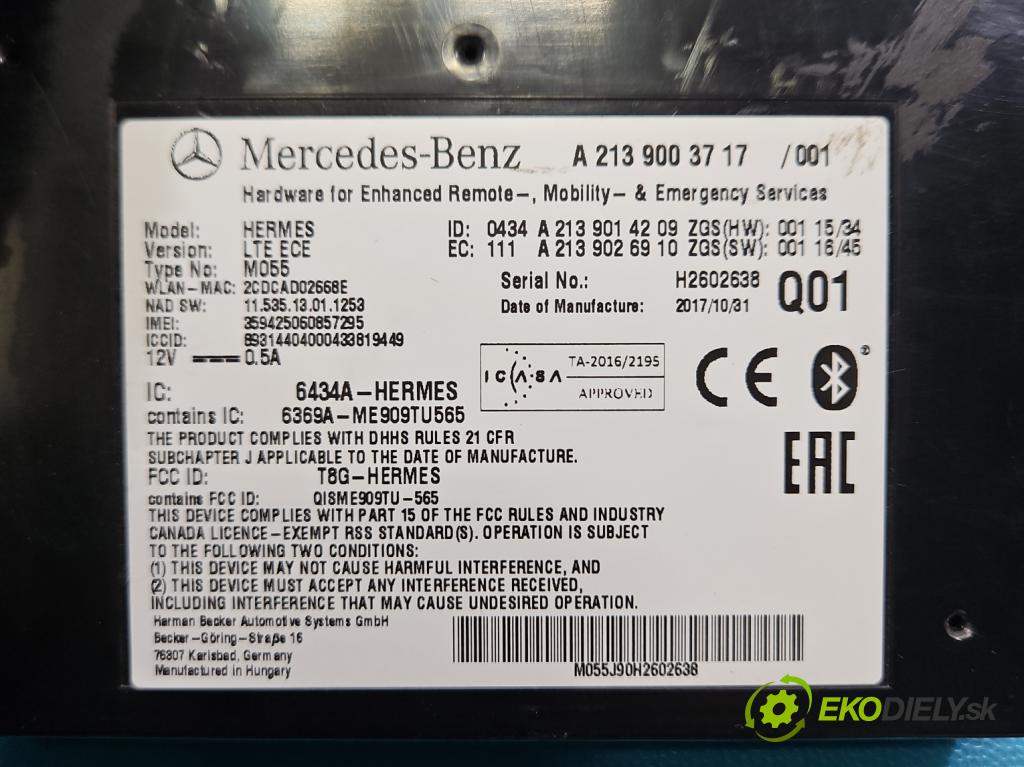 Mercedes-Benz A 213 900 37 17 /001
Hardware for Enhanced Remote-, Mobility- & Emergency Services
Model: HERMES ID: 0434 A 213 901 42 09 ZGS(HW): 001 15/34
Version: LTE ECE EC: 111 A 213 902 69 10 ZGS(SW): 001 16/45
Type No: M055
WLAN-MAC: 2CDCAD02668E Serial No.: H2602638 Q01
NAD SW: 11.535.13.01.1253 Date of Manufacture: 2017/10/31
IMEI: 359425060857295
ICCID: 89314404000433819449
12V 0.5A
ICASA TA-2016/2195
APPROVED
CE
IC: 6434A-HERMES
contains IC: 6369A-ME909TU565
THE PRODUCT COMPLIES WITH DHHS RULES 21 CFR
SUBCHAPTER J APPLICABLE TO THE DATE OF MANUFACTURE.
EAC
FCC ID: T8G-HERMES
contains FCC ID: QISME909TU-565
THIS DEVICE COMPLIES WITH PART 15 OF THE FCC RULES AND INDUSTRY
CANADA LICENCE-EXEMPT RSS STANDARD(S). OPERATION IS SUBJECT
TO THE FOLLOWING TWO CONDITIONS:
(1) THIS DEVICE MAY NOT CAUSE HARMFUL INTERFERENCE, AND
(2) THIS DEVICE MUST ACCEPT ANY INTERFERENCE RECEIVED,
INCLUDING INTERFERENCE THAT MAY CAUSE UNDESIRED OPERATION.
Harman Becker Automotive Systems GmbH
Becker-Göring-Straße 16
76307 Karlsbad, Germany
Manufactured in Hungary
M055J90H2602638
EKODIELY.sk